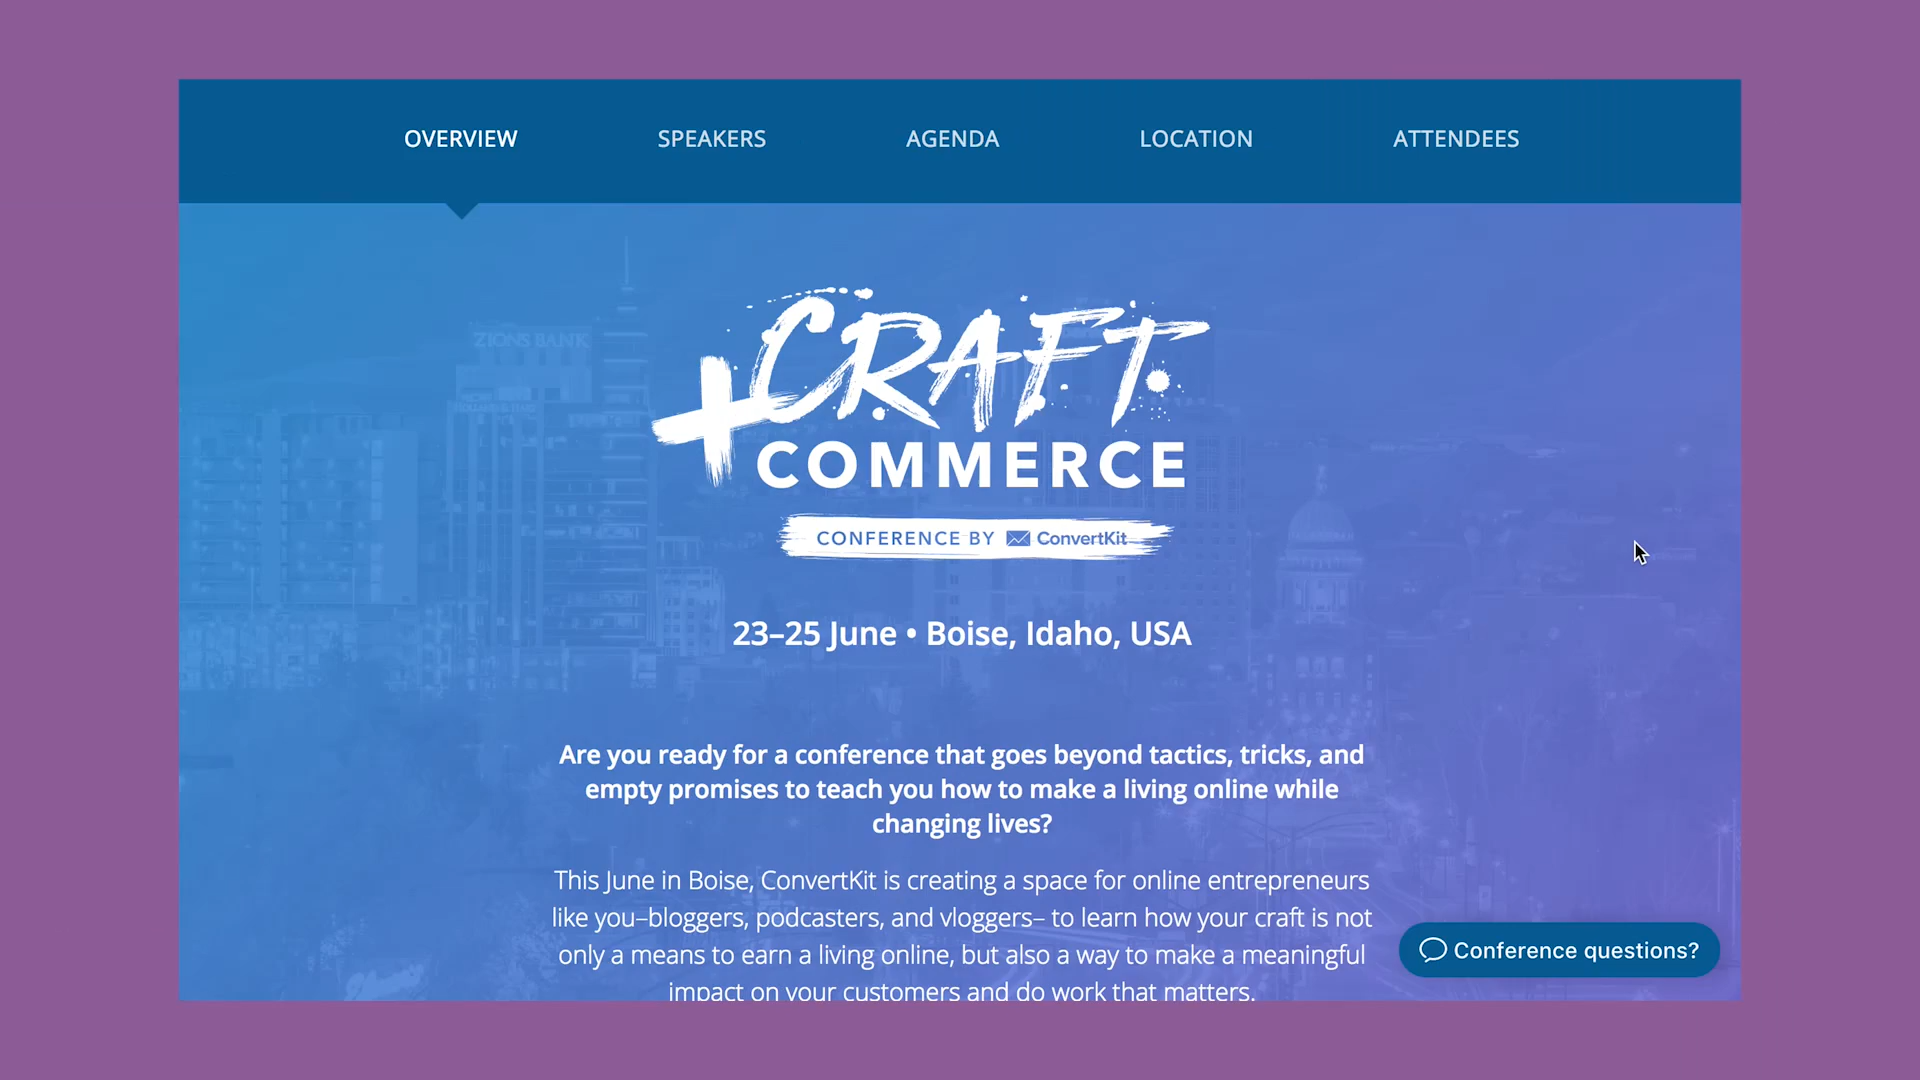 OVERVIEW SPEAKERS AGENDA LOCATION ATTENDEES
ZIONS BANK
+CRAFT
COMMERCE
CONFERENCE BY ConvertKit
23–25 June • Boise, Idaho, USA
Are you ready for a conference that goes beyond tactics, tricks, and
empty promises to teach you how to make a living online while
changing lives?
This June in Boise, ConvertKit is creating a space for online entrepreneurs
like you–bloggers, podcasters, and vloggers– to learn how your craft is not
only a means to earn a living online, but also a way to make a meaningful
impact on your customers and do work that matters.
Conference questions?